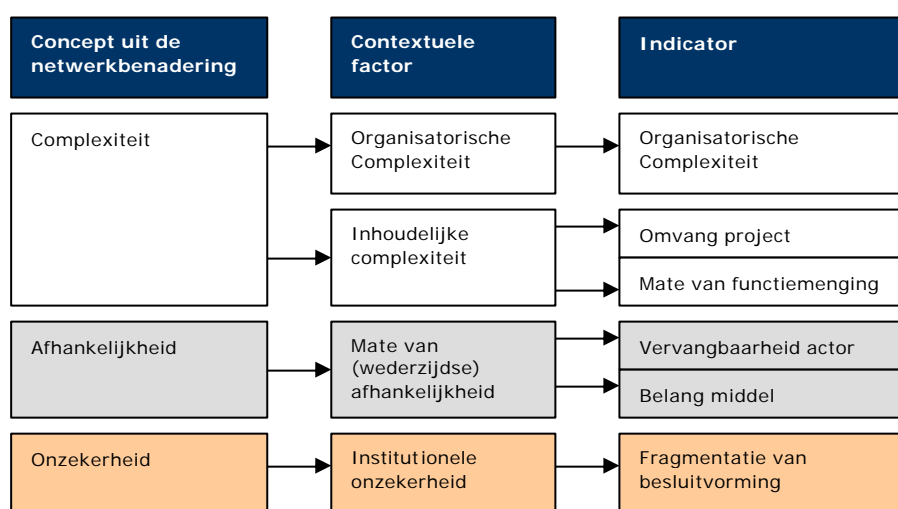 Concept uit de
netwerkbenadering
Contextuele
factor
Indicator
Complexiteit
Organisatorische
Complexiteit
Organisatorische
Complexiteit
Inhoudelijke
complexiteit
Omvang project
Mate van functiemenging
Afhankelijkheid
Mate van
(wederzijdse)
afhankelijkheid
Vervangbaarheid actor
Belang middel
Onzekerheid
Institutionele
onzekerheid
Fragmentatie van
besluitvorming